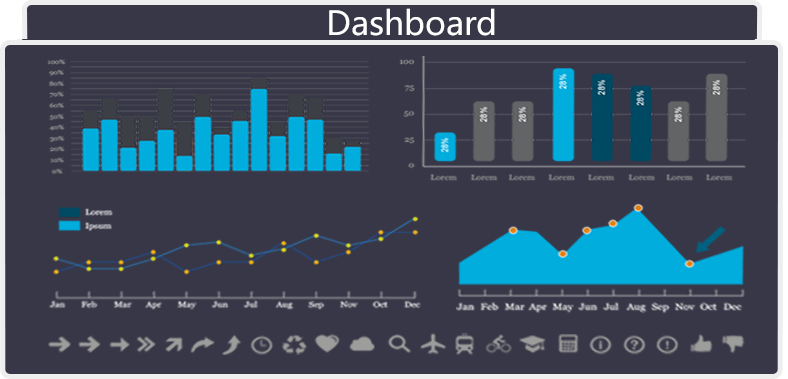 Dashboard
100%
90%
80%
70%
60%
50%
40%
30%
20%
10%
0%
100
75
50
25
0
28% 28% 28% 28% 28% 28% 28% 28%
Lorem Lorem Lorem Lorem Lorem Lorem Lorem Lorem
Lorem
Ipsum
Jan Feb Mar Apr May Jun Jul Aug Sep Nov Oct Dec
Jan Feb Mar Apr May Jun Jul Aug Sep Nov Oct Dec